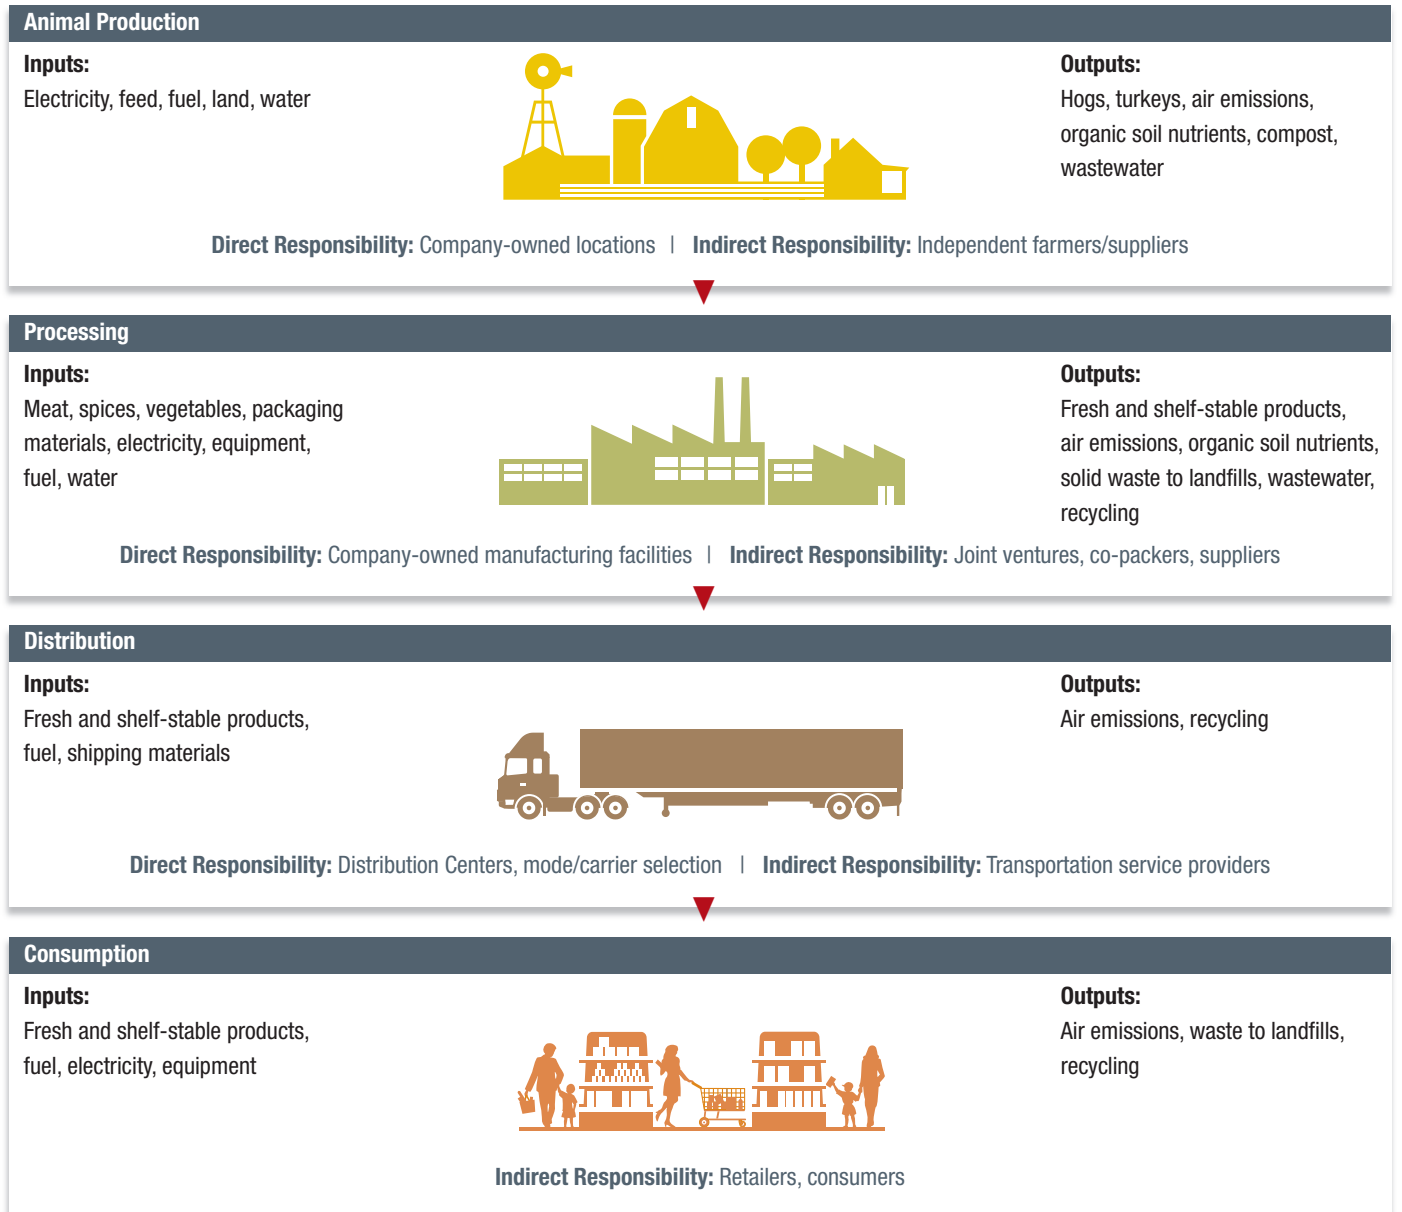 Animal Production
Inputs:
Electricity, feed, fuel, land, water
Outputs:
Hogs, turkeys, air emissions,
organic soil nutrients, compost,
wastewater
Direct Responsibility: Company-owned locations | Indirect Responsibility: Independent farmers/suppliers
Processing
Inputs:
Meat, spices, vegetables, packaging
materials, electricity, equipment,
fuel, water
Outputs:
Fresh and shelf-stable products,
air emissions, organic soil nutrients,
solid waste to landfills, wastewater,
recycling
Direct Responsibility: Company-owned manufacturing facilities | Indirect Responsibility: Joint ventures, co-packers, suppliers
Distribution
Inputs:
Fresh and shelf-stable products,
fuel, shipping materials
Outputs:
Air emissions, recycling
Direct Responsibility: Distribution Centers, mode/carrier selection | Indirect Responsibility: Transportation service providers
Consumption
Inputs:
Fresh and shelf-stable products,
fuel, electricity, equipment
Outputs:
Air emissions, waste to landfills,
recycling
Indirect Responsibility: Retailers, consumers